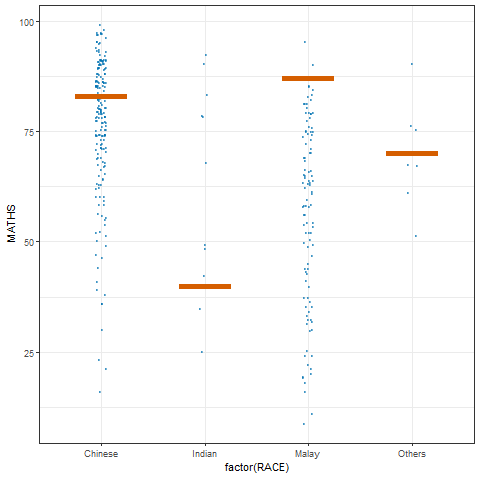 100
75
50
25
MATHS
Chinese
Indian
Malay
Others
factor(RACE)